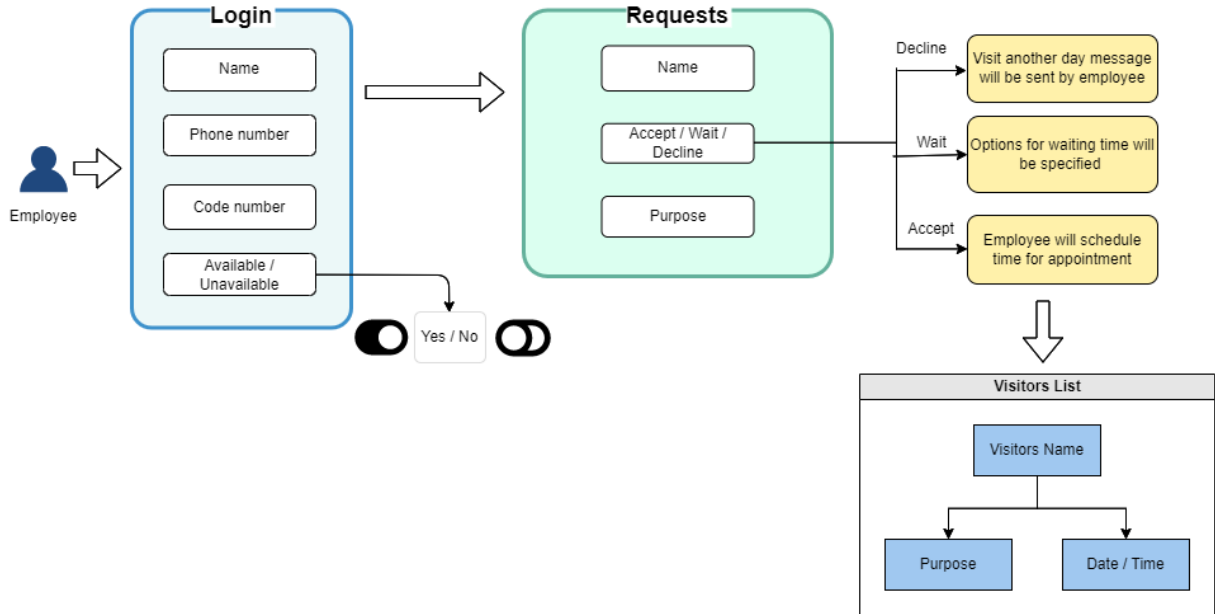 Login
Name
Phone number
Code number
Available /
Unavailable
Employee
Yes / No
Requests
Name
Accept / Wait /
Decline
Purpose
Decline
Visit another day message
will be sent by employee
Wait
Options for waiting time will
be specified
Accept
Employee will schedule
time for appointment
Visitors List
Visitors Name
Purpose
Date / Time